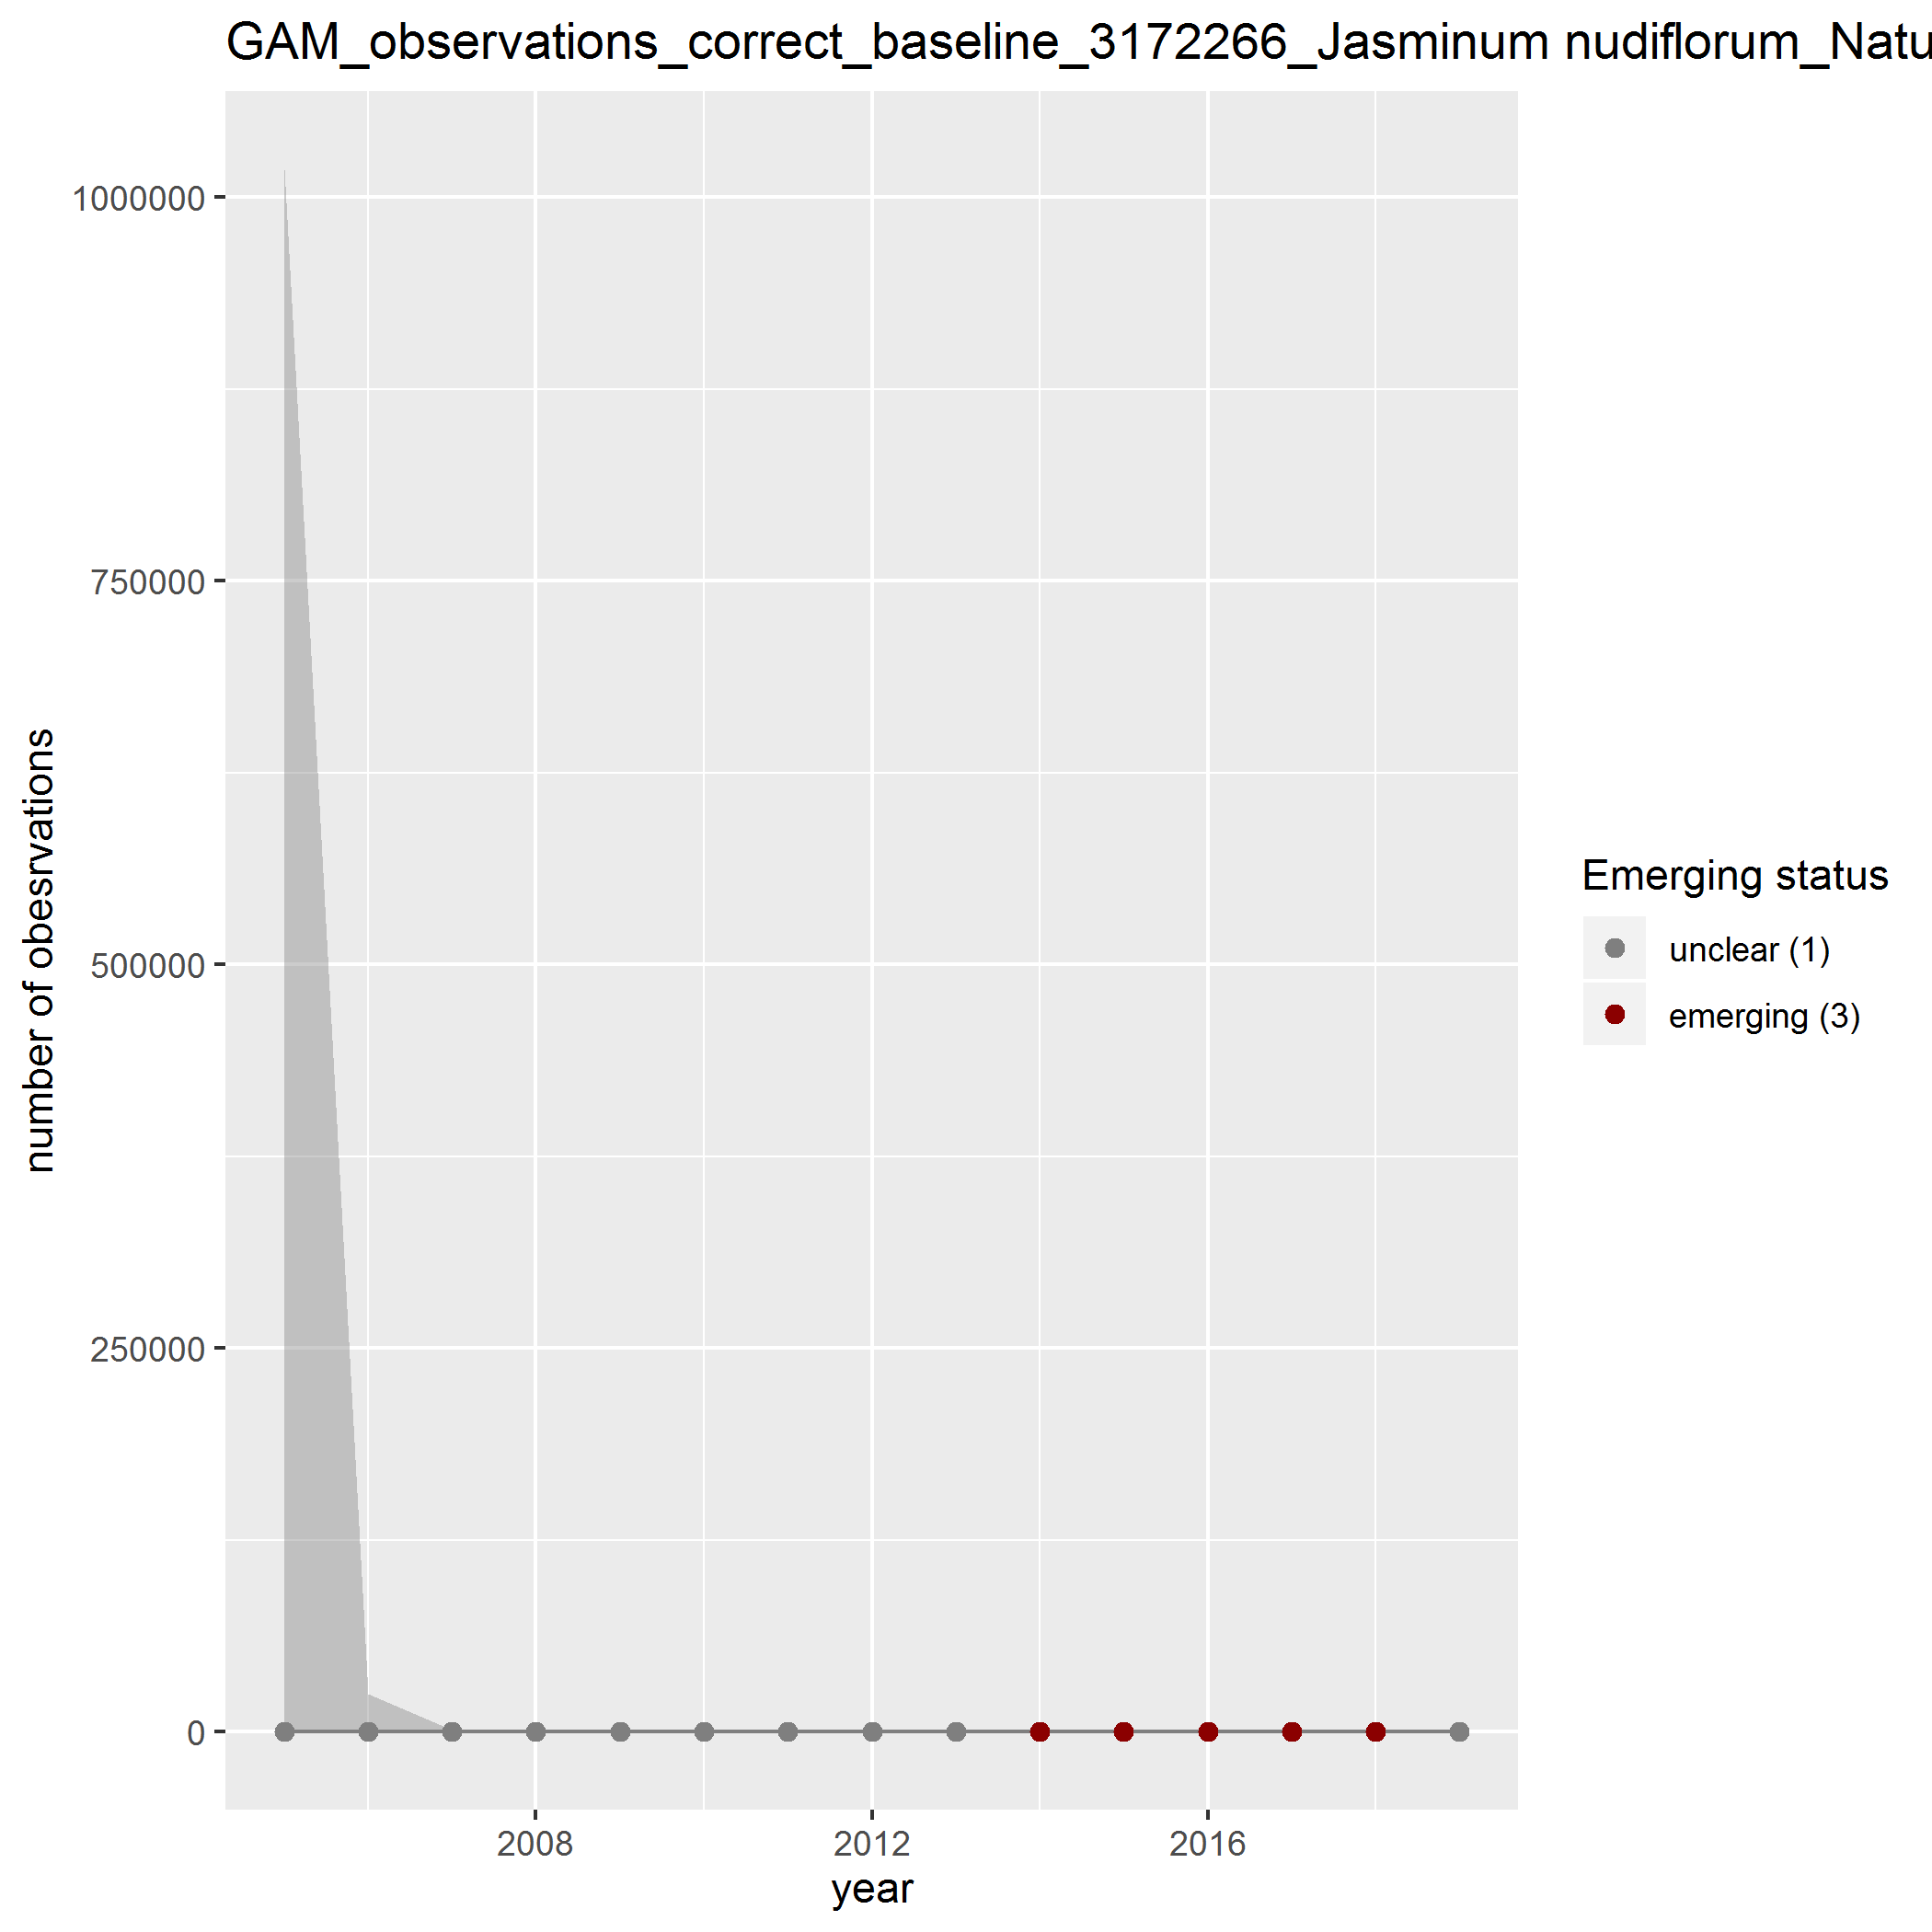 GAM_observations_correct_baseline_3172266_Jasminum nudiflorum_Natu
1000000
750000
500000
250000
0
number of obesrvations
2008
2012
2016
year
Emerging status
unclear (1)
emerging (3)